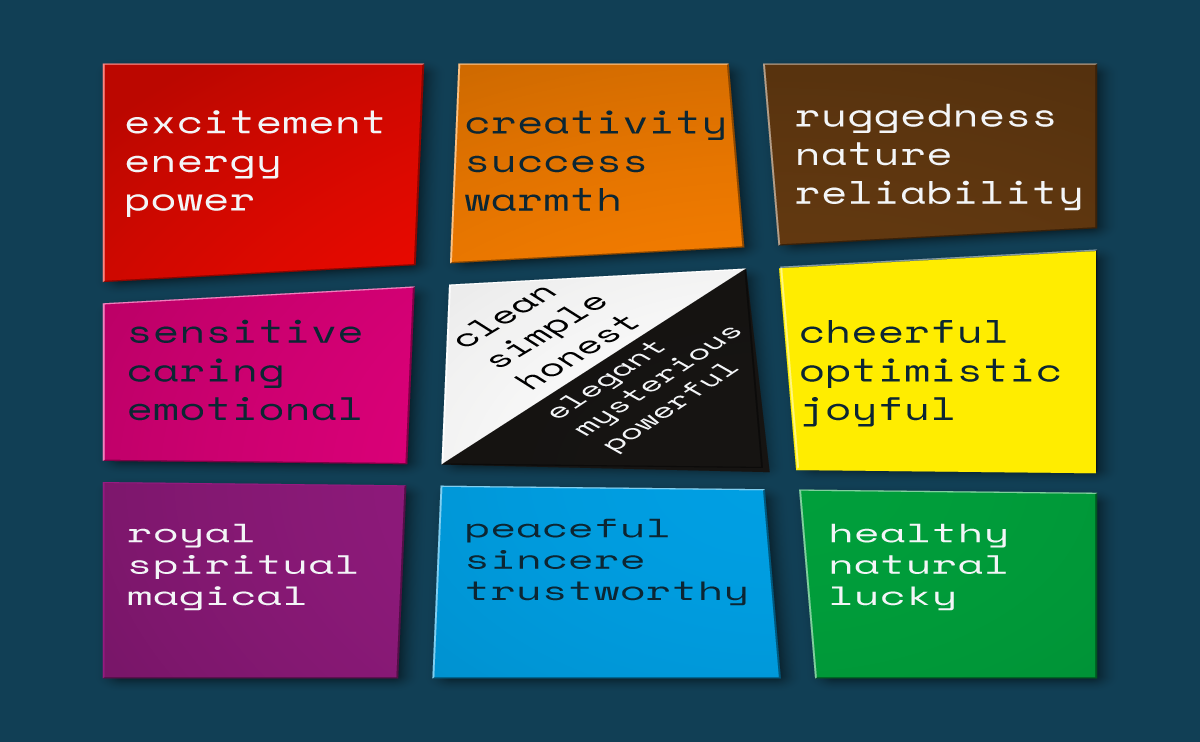 excitement
energy
power
creativity
success
warmth
ruggedness
nature
reliability
sensitive
caring
emotional
clean
simple
honest
elegant
mysterious
powerful
cheerful
optimistic
joyful
royal
spiritual
magical
peaceful
sincere
trustworthy
healthy
natural
lucky